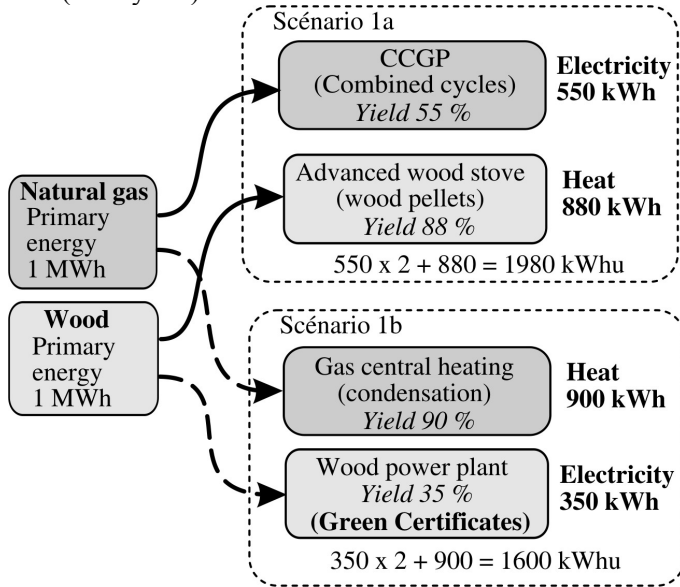 Scénario 1a
CCGP
(Combined cycles)
Yield 55 %
Electricity
550 kWh
Advanced wood stove
(wood pellets)
Yield 88 %
Heat
880 kWh
550 x 2 + 880 = 1980 kWhu
Natural gas
Primary
energy
1 MWh
Wood
Primary
energy
1 MWh
Scénario 1b
Gas central heating
(condensation)
Yield 90 %
Heat
900 kWh
Wood power plant
Yield 35 %
(Green Certificates)
Electricity
350 kWh
350 x 2 + 900 = 1600 kWhu